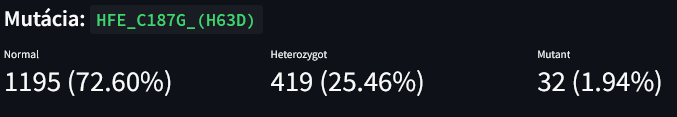 Mutácia: HFE_C187G_(H63D)
Normal Heterozygot Mutant
1195 (72.60%) 419 (25.46%) 32 (1.94%)